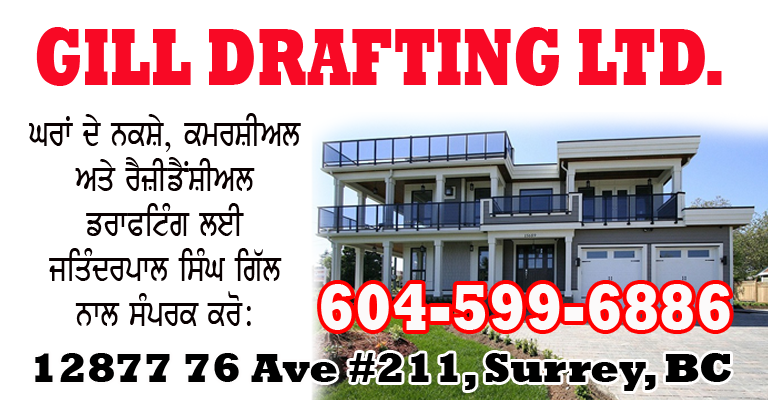 GILL DRAFTING LTD.
ਘਰਾਂ ਦੇ ਨਕਸ਼ੇ, ਕਮਰਸ਼ੀਅਲ
ਅਤੇ ਰੈਜ਼ੀਡੈਂਸ਼ੀਅਲ
ਡਰਾਫਟਿੰਗ ਲਈ
ਜਤਿੰਦਰਪਾਲ ਸਿੰਘ ਗਿੱਲ
ਨਾਲ ਸੰਪਰਕ ਕਰੋ:
604-599-6886
12877 76 Ave #211, Surrey, BC